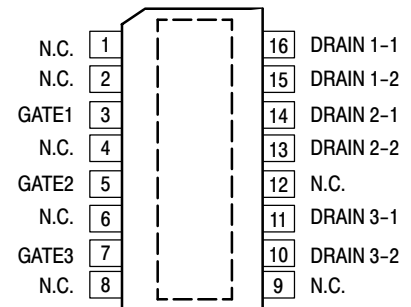 N.C. 1 16 DRAIN 1-1
N.C. 2 15 DRAIN 1-2
GATE1 3 14 DRAIN 2-1
N.C. 4 13 DRAIN 2-2
GATE2 5 12 N.C.
N.C. 6 11 DRAIN 3-1
GATE3 7 10 DRAIN 3-2
N.C. 8 9 N.C.